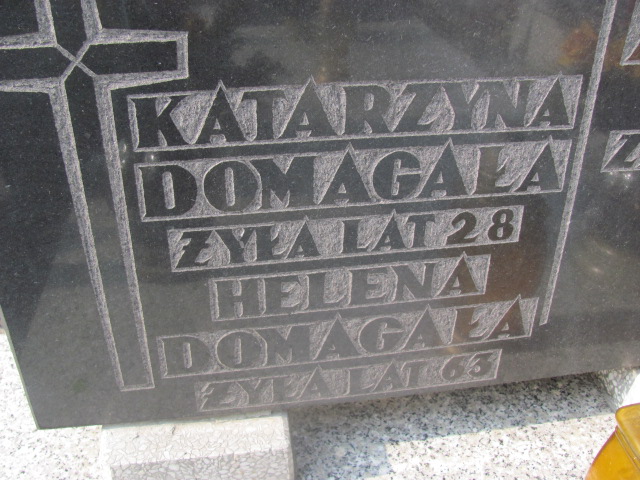 KATARZYNA
DOMAGAŁA
ŻYŁA LAT 28
HELENA
DOMAGAŁA
ŻYŁA LAT 63